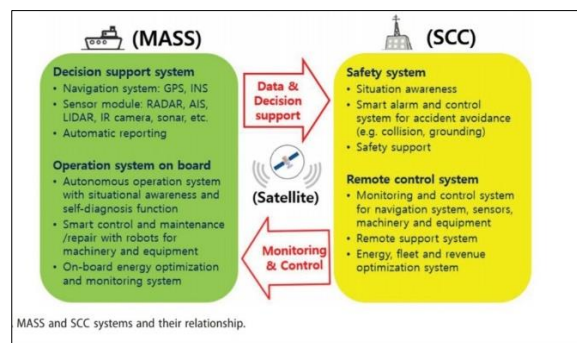 (MASS)
Decision support system
• Navigation system: GPS, INS
• Sensor module: RADAR, AIS,
LIDAR, IR camera, sonar, etc.
• Automatic reporting
Operation system on board
• Autonomous operation system
with situational awareness and
self-diagnosis function
• Smart control and maintenance
/repair with robots for
machinery and equipment
• On-board energy optimization
and monitoring system
Data &
Decision
support
(Satellite)
Monitoring
& Control
(SCC)
Safety system
• Situation awareness
• Smart alarm and control
system for accident avoidance
(e.g. collision, grounding)
• Safety support
Remote control system
• Monitoring and control system
for navigation system, sensors,
machinery and equipment
• Remote support system
• Energy, fleet and revenue
optimization system
. MASS and SCC systems and their relationship.